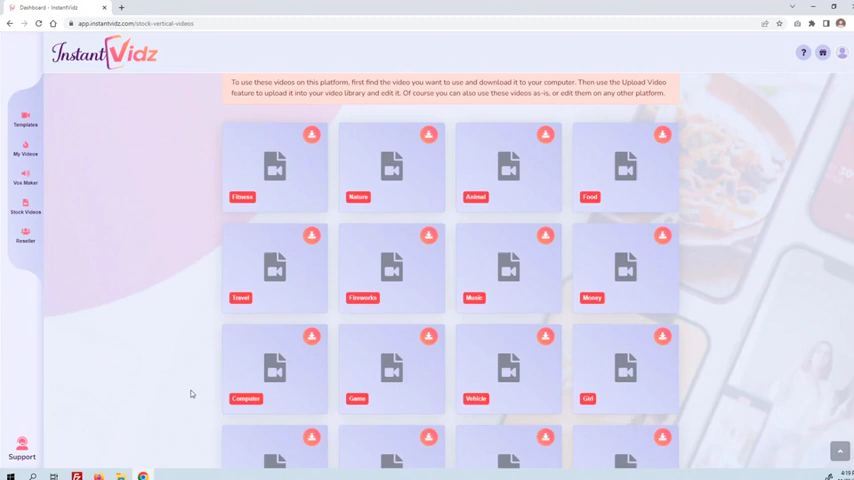 Dashboard - InstantVidz
app.instantvidz.com/stock-vertical-videos
InstantVidz
?
To use these videos on this platform, first find the video you want to use and download it to your computer. Then use the Upload Video
feature to upload it into your video library and edit it. Of course you can also use these videos as-is, or edit them on any other platform.
Templates
My Videos
Vos Maker
Stock Videos
Reseller
Fitness
Nature
Animal
Food
Travel
Fireworks
Music
Money
Computer
Game
Vehicle
Girl
Support